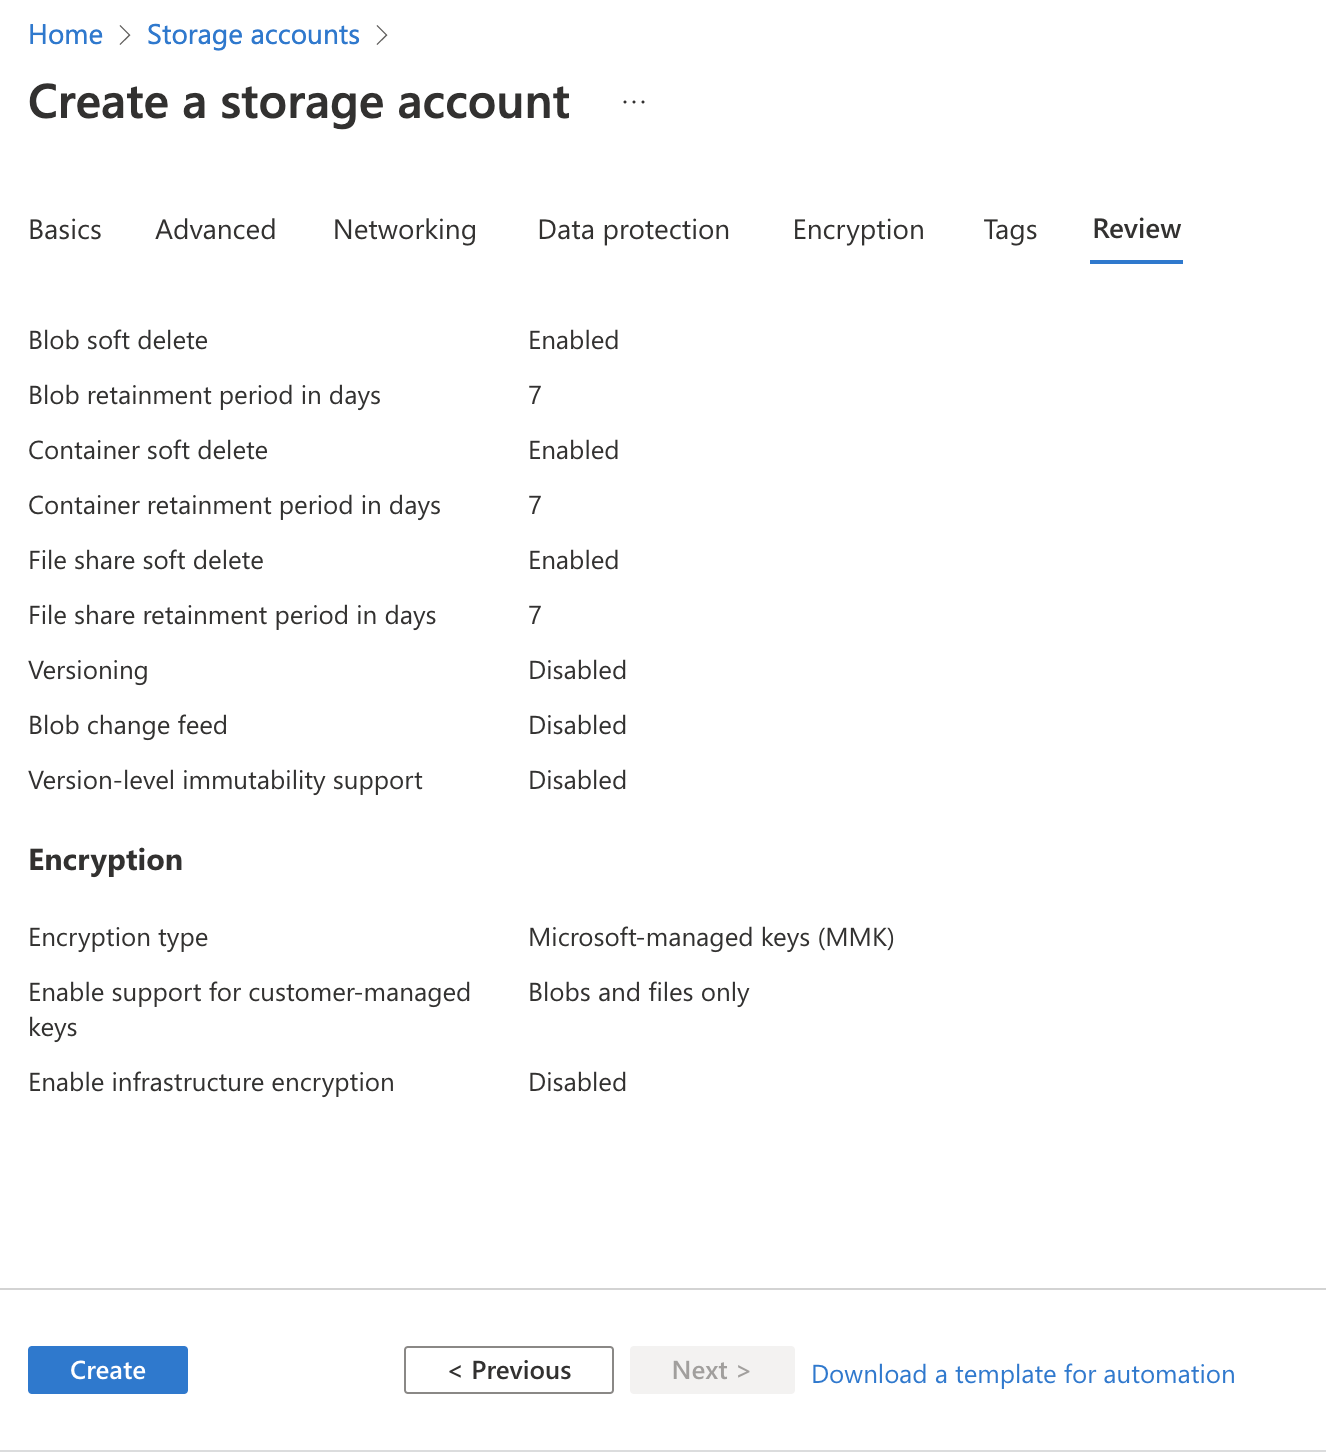 Home > Storage accounts >
Create a storage account ...
Basics Advanced Networking Data protection Encryption Tags Review
Blob soft delete Enabled
Blob retainment period in days 7
Container soft delete Enabled
Container retainment period in days 7
File share soft delete Enabled
File share retainment period in days 7
Versioning Disabled
Blob change feed Disabled
Version-level immutability support Disabled
Encryption
Encryption type Microsoft-managed keys (MMK)
Enable support for customer-managed Blobs and files only
keys
Enable infrastructure encryption Disabled
Create < Previous Next > Download a template for automation